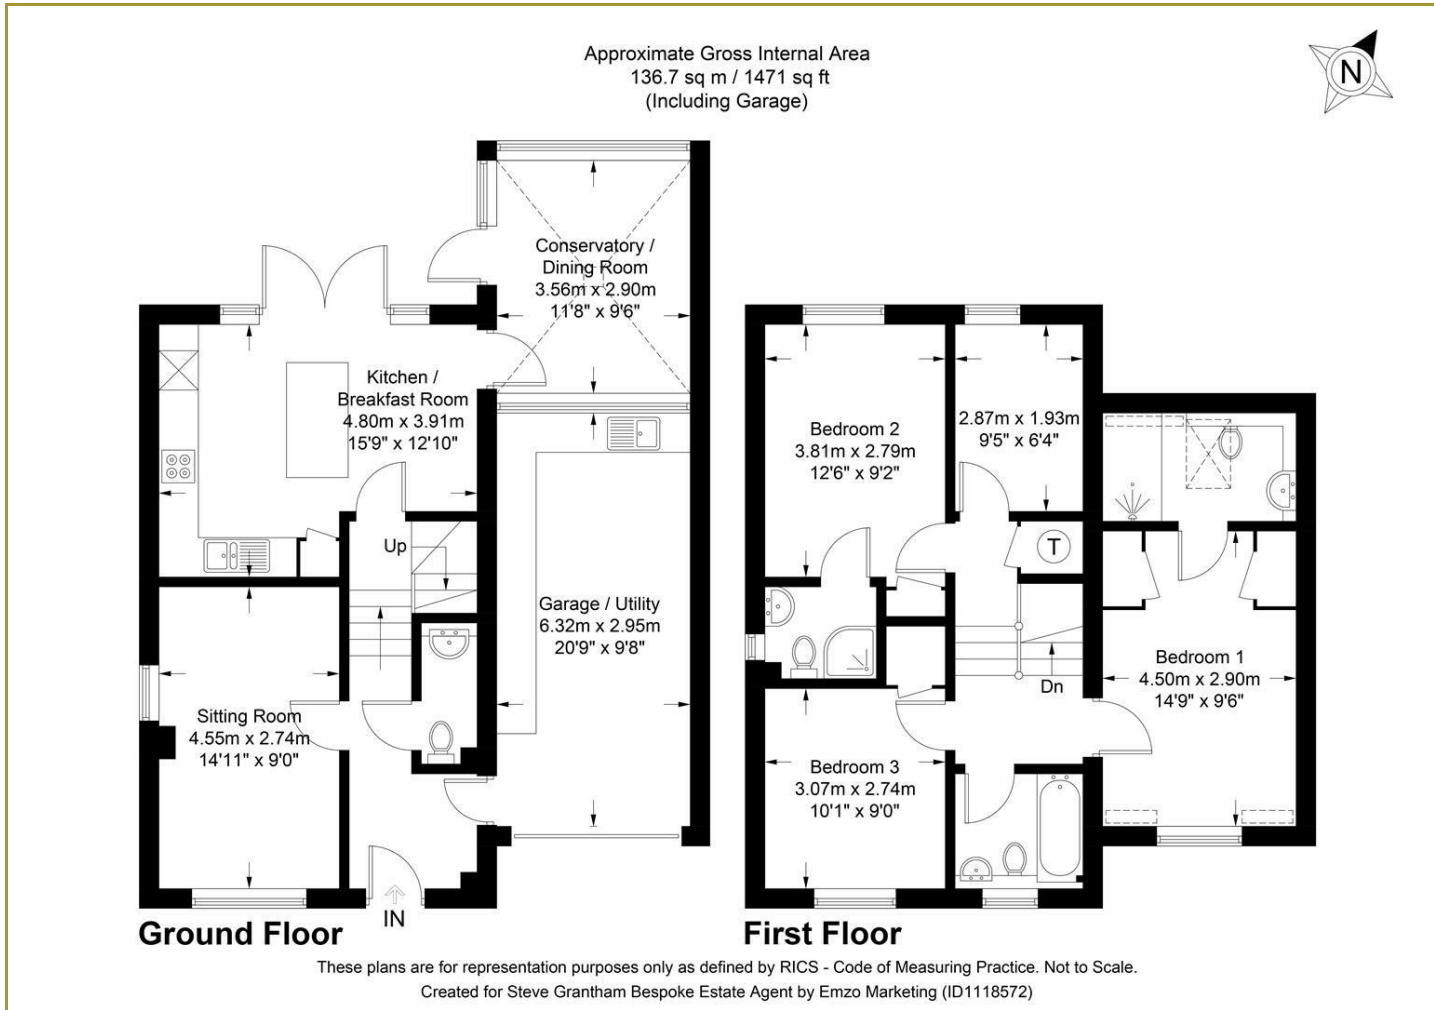 Approximate Gross Internal Area
136.7 sq m / 1471 sq ft
(Including Garage)
N
Conservatory /
Dining Room
3.56m x 2.90m
11'8" x 9'6"
Kitchen /
Breakfast Room
4.80m x 3.91m
15'9" x 12'10"
Up
Garage / Utility
6.32m x 2.95m
20'9" x 9'8"
Sitting Room
4.55m x 2.74m
14'11" x 9'0"
IN
Ground Floor
Bedroom 2
3.81m x 2.79m
12'6" x 9'2"
2.87m x 1.93m
9'5" x 6'4"
T
Bedroom 1
4.50m x 2.90m
14'9" x 9'6"
Dn
Bedroom 3
3.07m x 2.74m
10'1" x 9'0"
First Floor
These plans are for representation purposes only as defined by RICS - Code of Measuring Practice. Not to Scale.
Created for Steve Grantham Bespoke Estate Agent by Emzo Marketing (ID1118572)